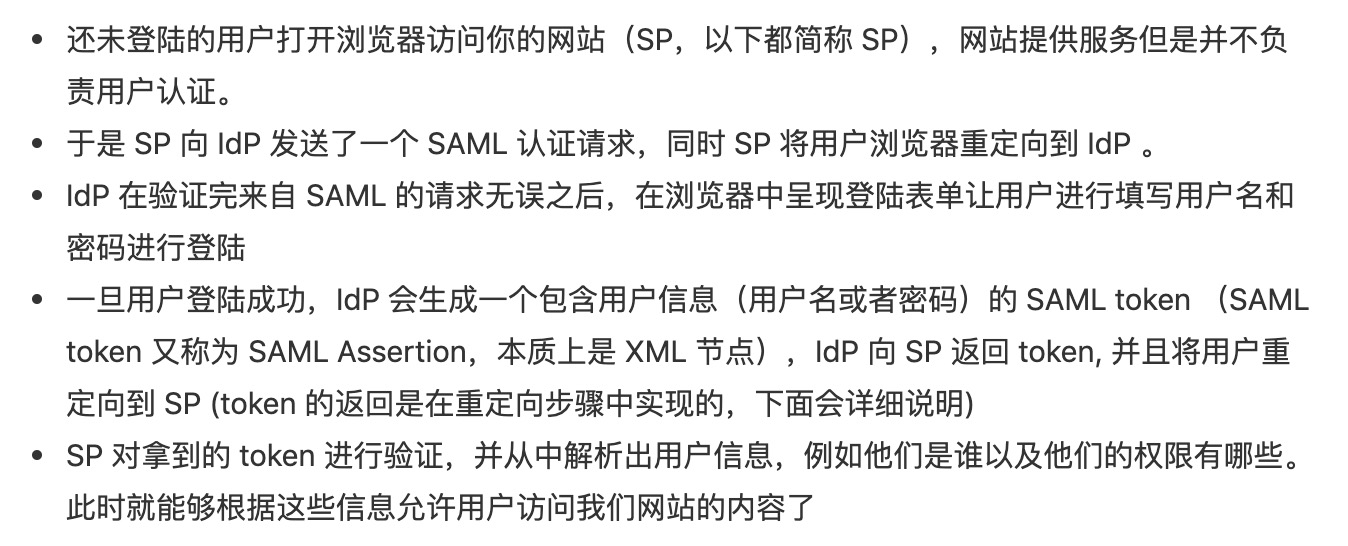 • 还未登陆的用户打开浏览器访问你的网站（SP，以下都简称 SP），网站提供服务但是并不负
责用户认证。
• 于是 SP 向 IdP 发送了一个 SAML 认证请求，同时 SP 将用户浏览器重定向到 IdP 。
• IdP 在验证完来自 SAML 的请求无误之后，在浏览器中呈现登陆表单让用户进行填写用户名和
密码进行登陆
• 一旦用户登陆成功，IdP 会生成一个包含用户信息（用户名或者密码）的 SAML token （SAML
token 又称为 SAML Assertion，本质上是 XML 节点），IdP 向 SP 返回 token, 并且将用户重
定向到 SP (token 的返回是在重定向步骤中实现的，下面会详细说明)
• SP 对拿到的 token 进行验证，并从中解析出用户信息，例如他们是谁以及他们的权限有哪些。
此时就能够根据这些信息允许用户访问我们网站的内容了